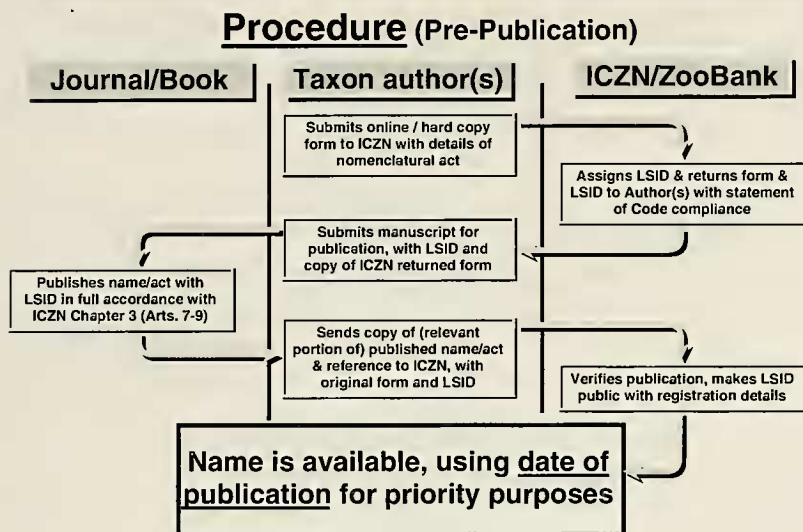 Procedure (Pre-Publication)
Journal/Book
Taxon author(s)
ICZN/ZooBank
Submits online / hard copy
form to ICZN with details of
nomenclatural act
Assigns LSID & returns form &
LSID to Author(s) with statement
of Code compliance
Submits manuscript for
publication, with LSID and
copy of ICZN returned form
Publishes name/act with
LSID in full accordance with
ICZN Chapter 3 (Arts. 7-9)
Sends copy of (relevant
portion of) published name/act
& reference to ICZN, with
original form and LSID
Verifies publication, makes LSID
public with registration details
Name is available, using date of
publication for priority purposes